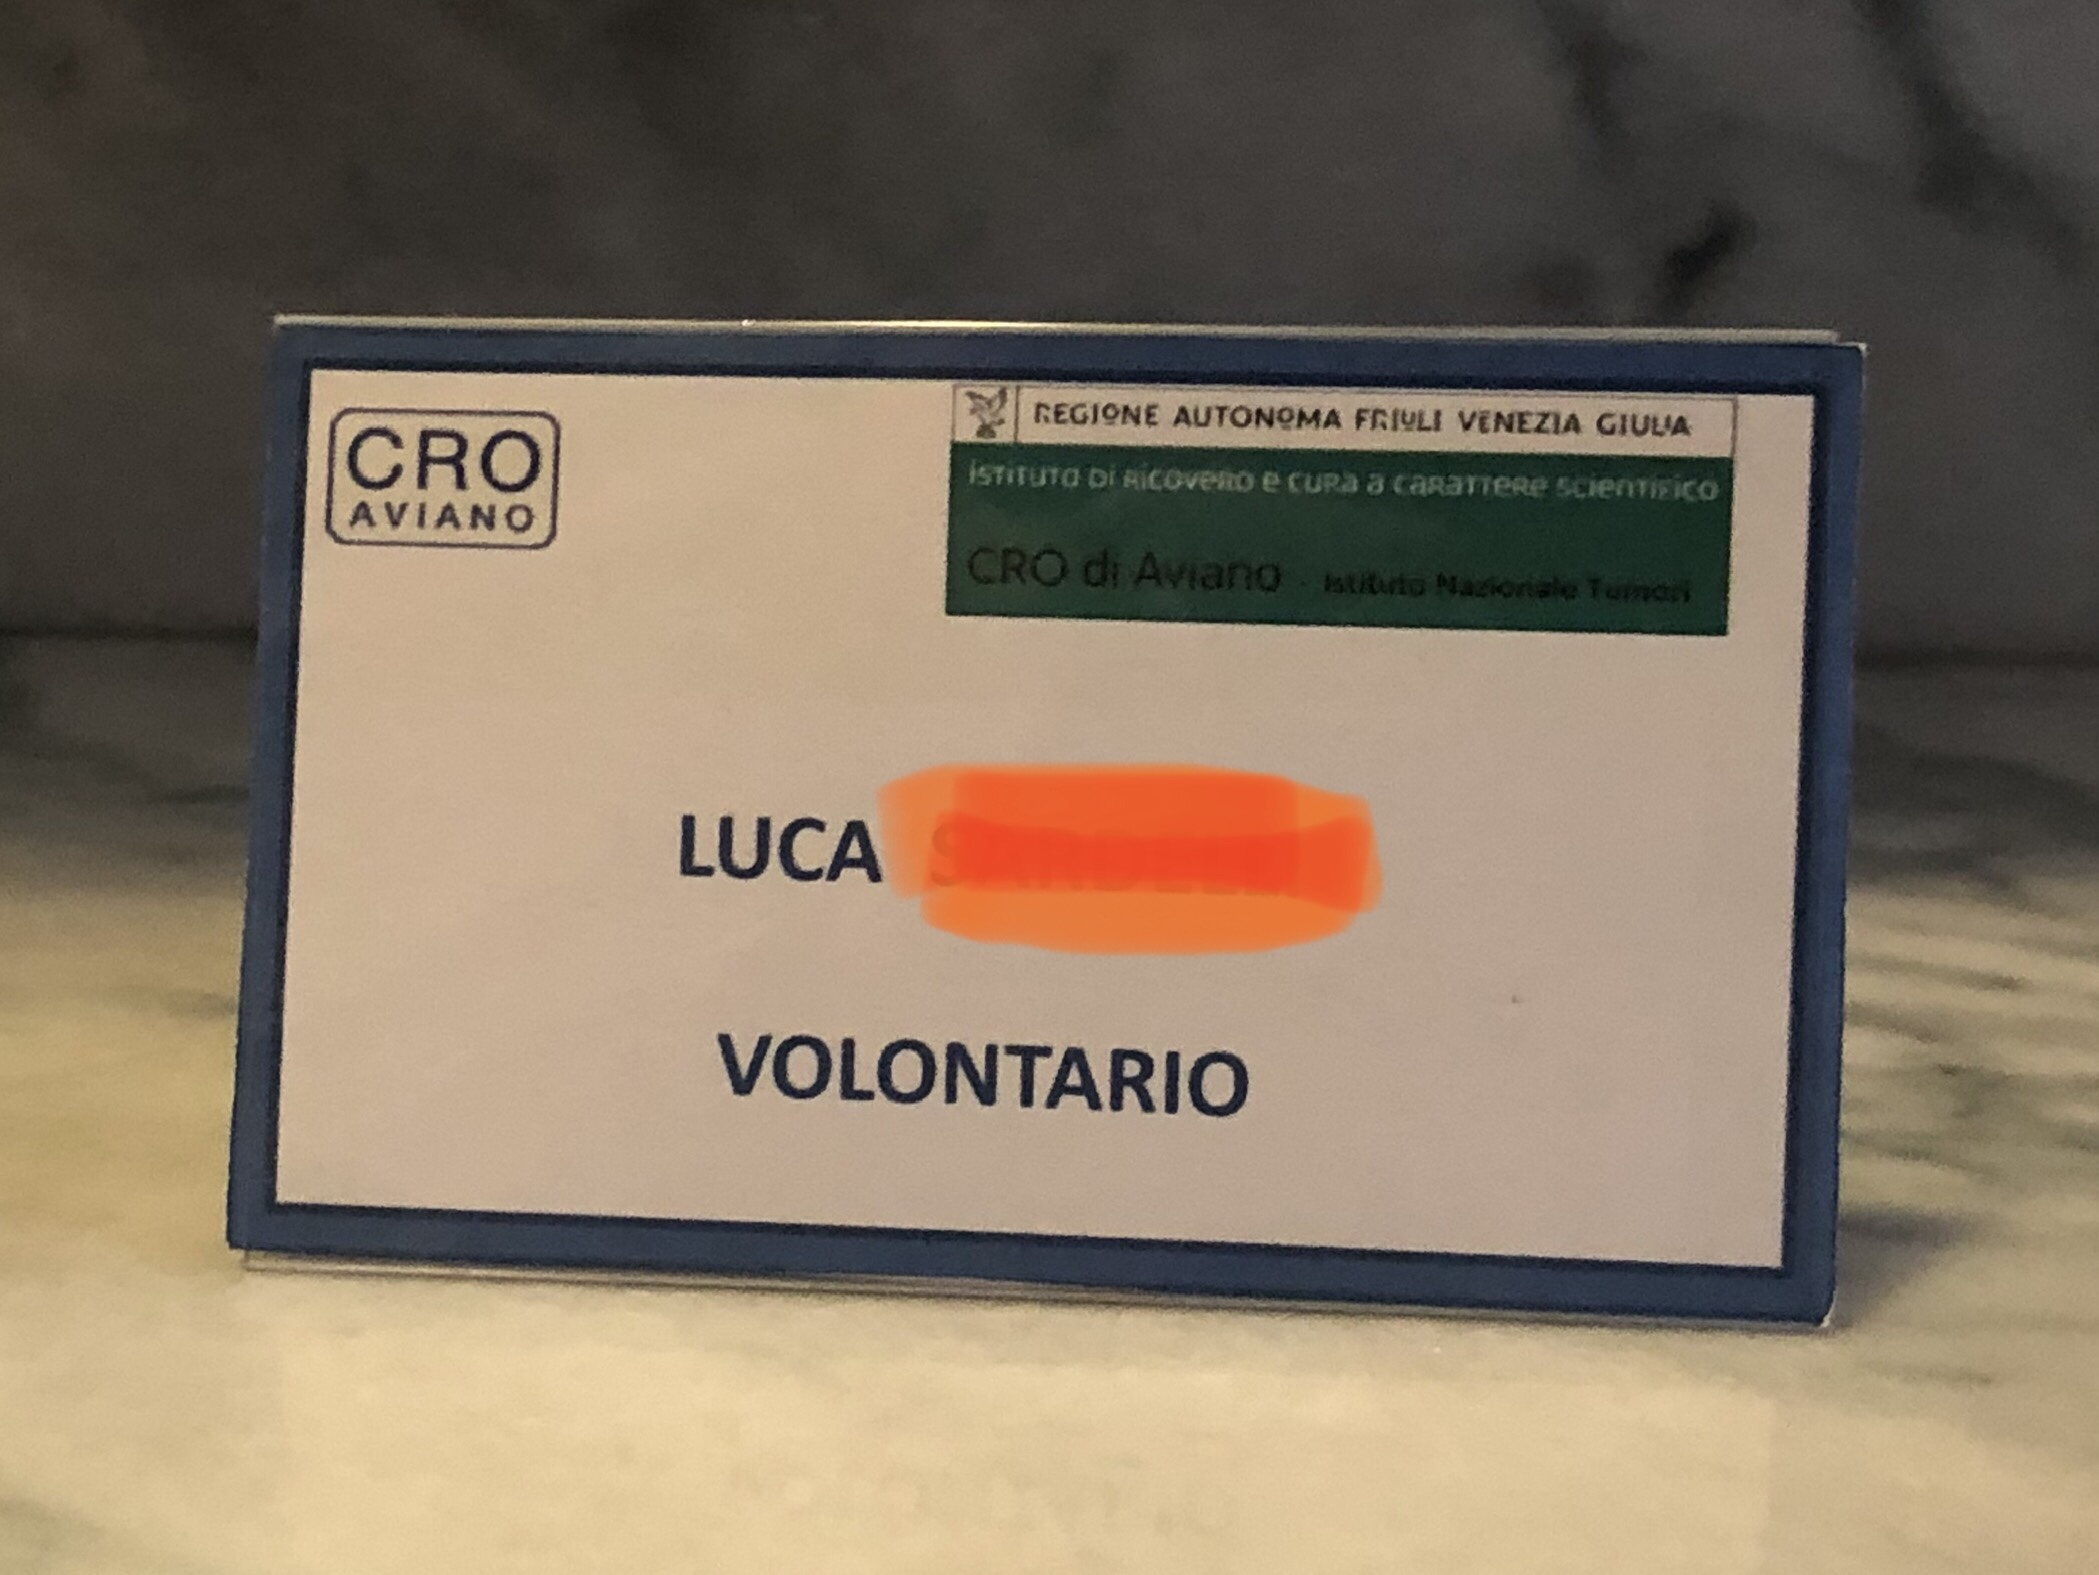 CRO
AVIANO
REGIONE AUTONOMA FRIULI VENEZIA GIULIA
ISTITUTO DI RICOVERO E CURA a CARATTERE SCIENTIFICO
CRO di Aviano - Istituto Nazionale Tumori
LUCA
VOLONTARIO